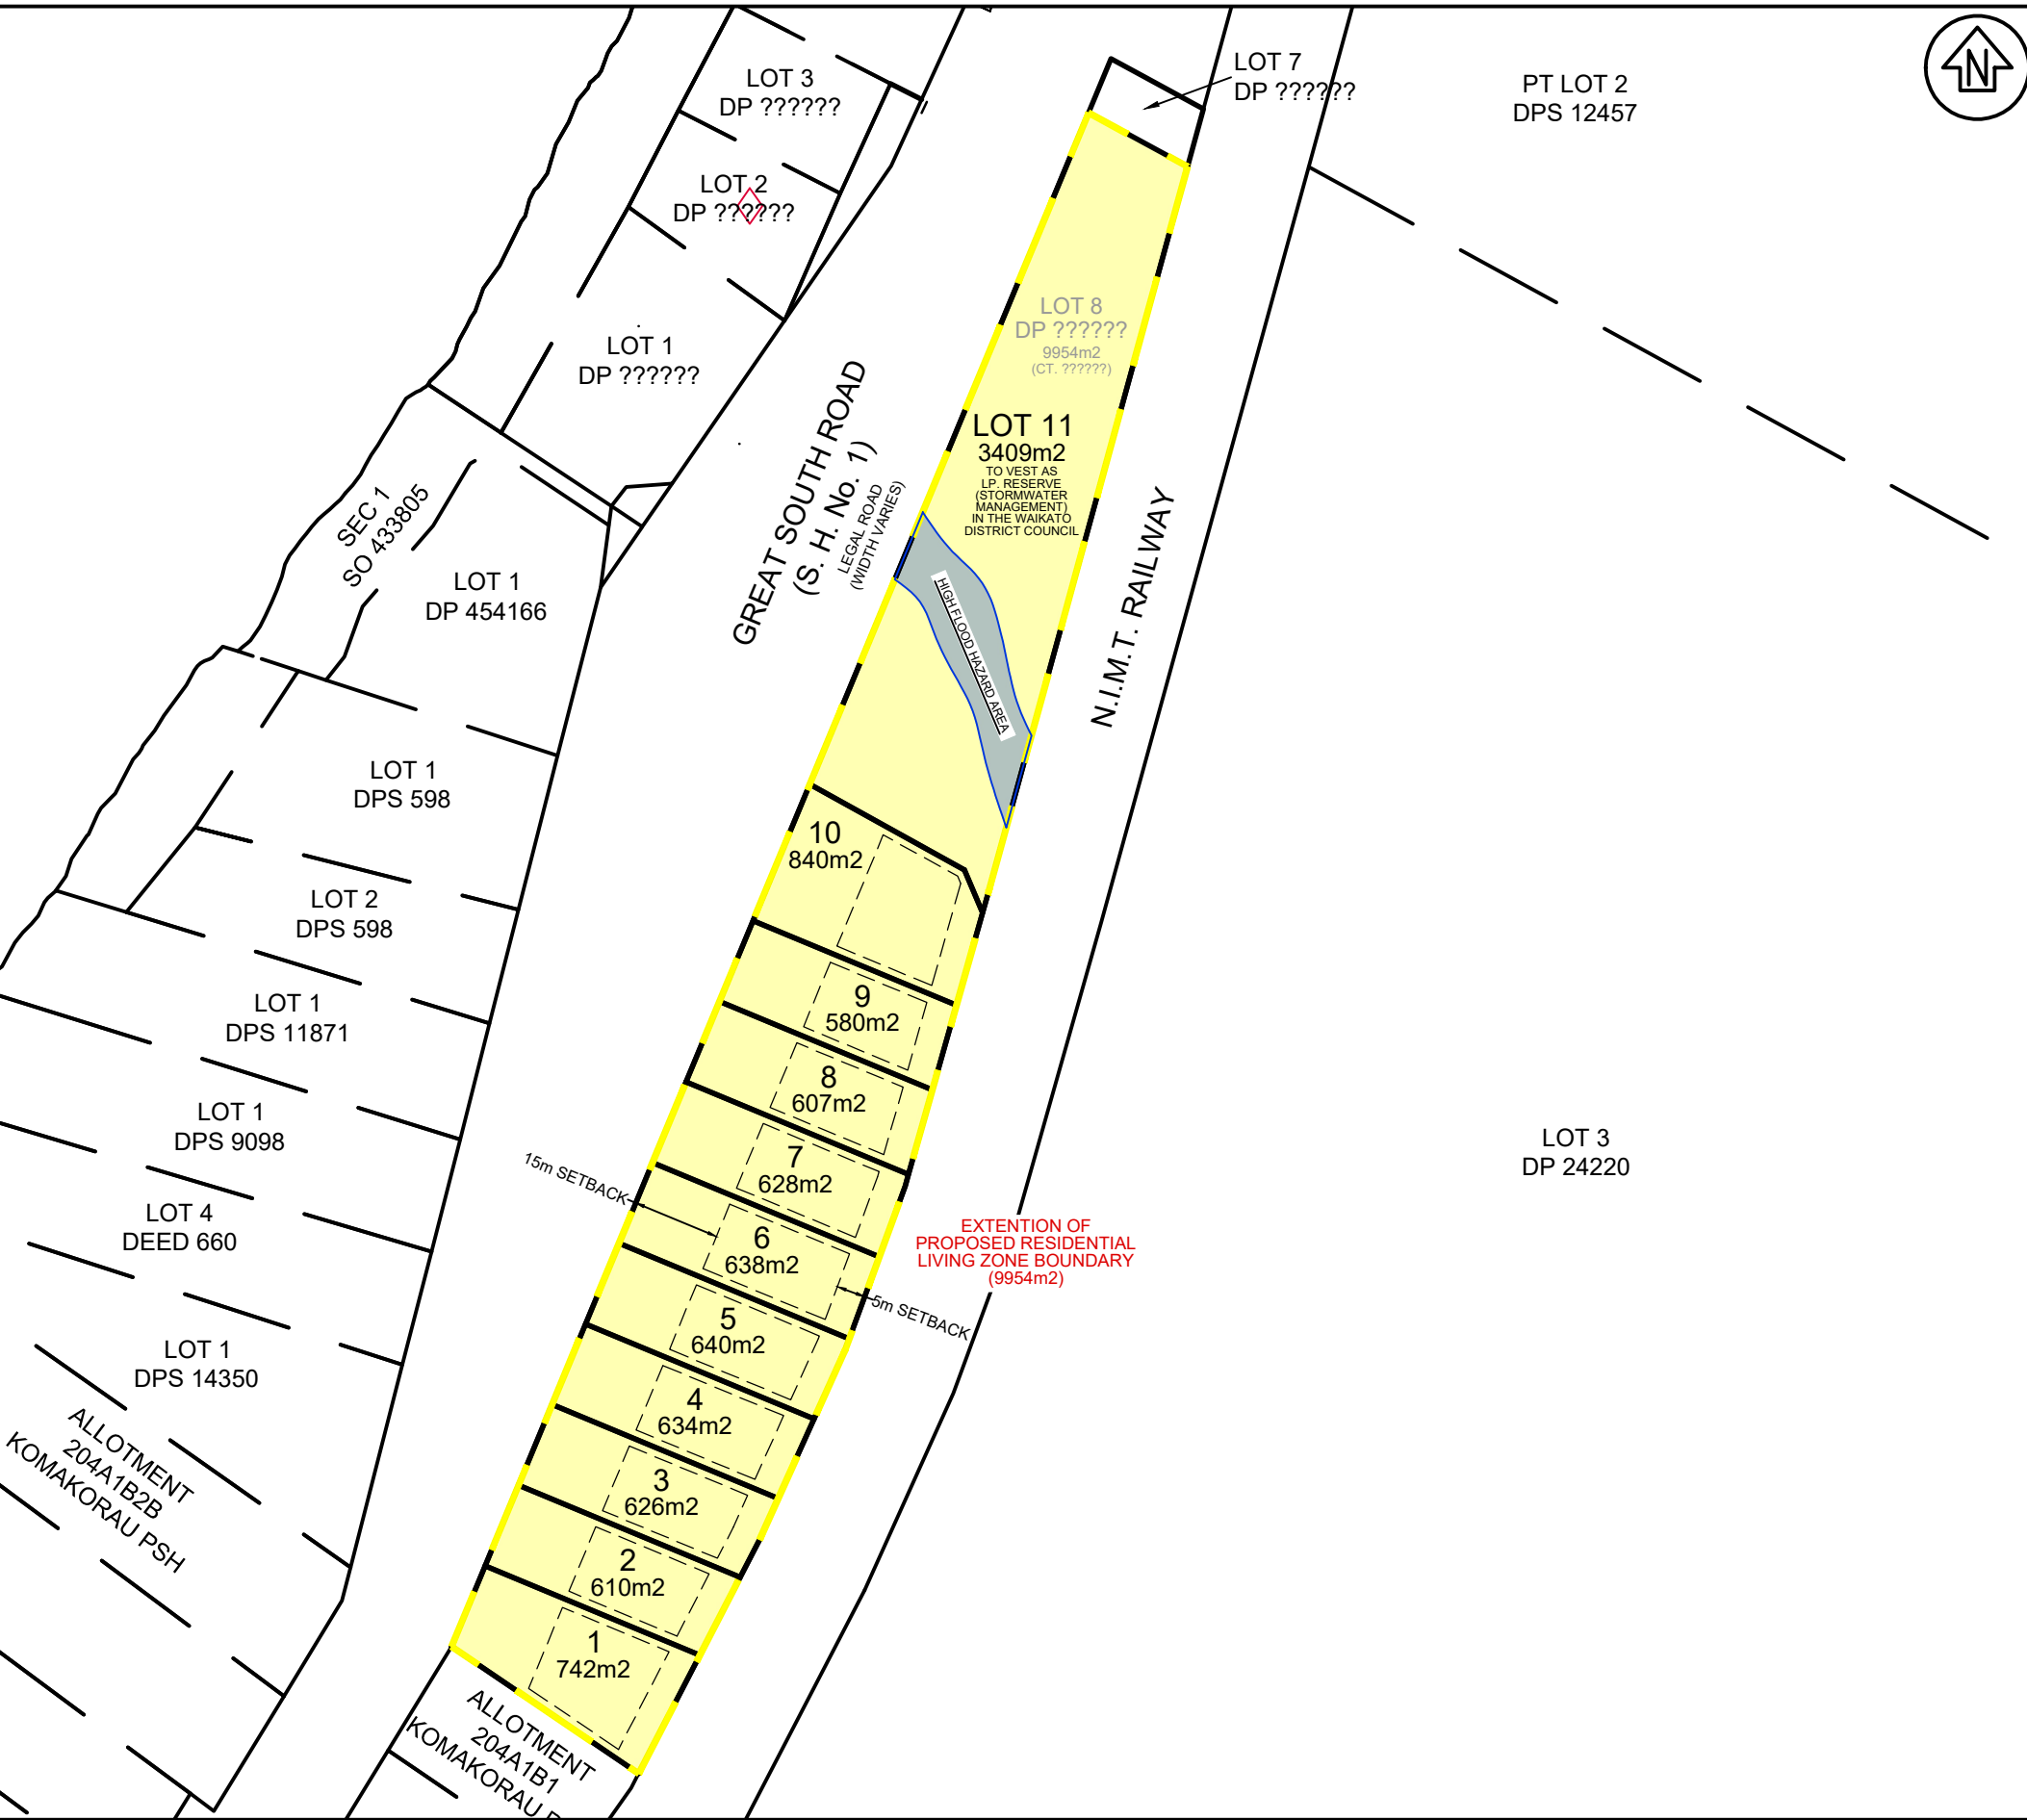 LOT 3
DP ??????
LOT 7
DP ??????
PT LOT 2
DPS 12457
N
LOT 2
DP ??????
LOT 1
DP ??????
LOT 8
DP ??????
9954m2
(CT. ??????)
LOT 11
3409m2
TO VEST AS
LP. RESERVE
(STORMWATER
MANAGEMENT)
IN THE WAIKATO
DISTRICT COUNCIL
GREAT SOUTH ROAD
(S. H. No. 1)
LEGAL ROAD
(WIDTH VARIES)
N.I.M.T. RAILWAY
HIGH FLOOD HAZARD AREA
SEC 1
SO 433805
LOT 1
DP 454166
LOT 1
DPS 598
LOT 2
DPS 598
LOT 1
DPS 11871
LOT 1
DPS 9098
LOT 4
DEED 660
LOT 1
DPS 14350
ALLOTMENT
204A1B2B
KOMAKORAU PSH
10
840m2
9
580m2
8
607m2
7
628m2
15m SETBACK
6
638m2
5m SETBACK
EXTENTION OF
PROPOSED RESIDENTIAL
LIVING ZONE BOUNDARY
(9954m2)
LOT 3
DP 24220
5
640m2
4
634m2
3
626m2
2
610m2
1
742m2
ALLOTMENT
204A1B1
KOMAKORAU